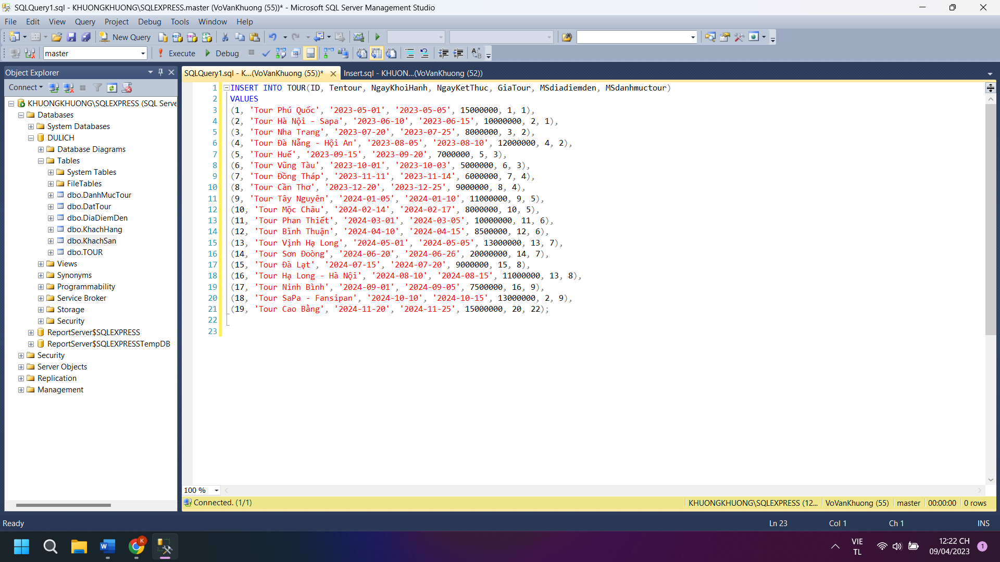 SQLQuery1.sql - KHUONGKHUONG\SQLEXPRESS.master (VoVanKhuong (55))* - Microsoft SQL Server Management Studio
File Edit View Query Project Debug Tools Window Help
New Query
master Execute Debug
Object Explorer
Connect
KHUONGKHUONG\SQLEXPRESS (SQL Serve
Databases
System Databases
DULICH
Database Diagrams
Tables
System Tables
FileTables
dbo.DanhMucTour
dbo.DatTour
dbo.DiaDiemDen
dbo.KhachHang
dbo.KhachSan
dbo.TOUR
Views
Synonyms
Programmability
Service Broker
Storage
Security
ReportServer$SQLEXPRESS
ReportServer$SQLEXPRESSTempDB
Security
Server Objects
Replication
Management
SQLQuery1.sql - K...(VoVanKhuong (55))* Insert.sql - KHUON...(VoVanKhuong (52))
1 INSERT INTO TOUR(ID, Tentour, NgayKhoiHanh, NgayKetThuc, GiaTour, MSdiadiemden, MSdanhmuctour)
2 VALUES
3 (1, 'Tour Phú Quốc', '2023-05-01', '2023-05-05', 15000000, 1, 1),
4 (2, 'Tour Hà Nội - Sapa', '2023-06-10', '2023-06-15', 10000000, 2, 1),
5 (3, 'Tour Nha Trang', '2023-07-20', '2023-07-25', 8000000, 3, 2),
6 (4, 'Tour Đà Nẵng - Hội An', '2023-08-05', '2023-08-10', 12000000, 4, 2),
7 (5, 'Tour Huế', '2023-09-15', '2023-09-20', 7000000, 5, 3),
8 (6, 'Tour Vũng Tàu', '2023-10-01', '2023-10-03', 5000000, 6, 3),
9 (7, 'Tour Đồng Tháp', '2023-11-11', '2023-11-14', 6000000, 7, 4),
10 (8, 'Tour Cần Thơ', '2023-12-20', '2023-12-25', 9000000, 8, 4),
11 (9, 'Tour Tây Nguyên', '2024-01-05', '2024-01-10', 11000000, 9, 5),
12 (10, 'Tour Mộc Châu', '2024-02-14', '2024-02-17', 8000000, 10, 5),
13 (11, 'Tour Phan Thiết', '2024-03-01', '2024-03-05', 10000000, 11, 6),
14 (12, 'Tour Bình Thuận', '2024-04-10', '2024-04-15', 8500000, 12, 6),
15 (13, 'Tour Vịnh Hạ Long', '2024-05-01', '2024-05-05', 13000000, 13, 7),
16 (14, 'Tour Sơn Đoòng', '2024-06-20', '2024-06-26', 20000000, 14, 7),
17 (15, 'Tour Đà Lạt', '2024-07-15', '2024-07-20', 9000000, 15, 8),
18 (16, 'Tour Hạ Long - Hà Nội', '2024-08-10', '2024-08-15', 11000000, 13, 8),
19 (17, 'Tour Ninh Bình', '2024-09-01', '2024-09-05', 7500000, 16, 9),
20 (18, 'Tour SaPa - Fansipan', '2024-10-10', '2024-10-15', 13000000, 2, 9),
21 (19, 'Tour Cao Bằng', '2024-11-20', '2024-11-25', 15000000, 20, 22);
22
23
100 %
Connected. (1/1) KHUONGKHUONG\SQLEXPRESS (12... VoVanKhuong (55) master 00:00:00 0 rows
Ready Ln 23 Col 1 Ch 1 INS
VIE
TL
12:22 CH
09/04/2023
1